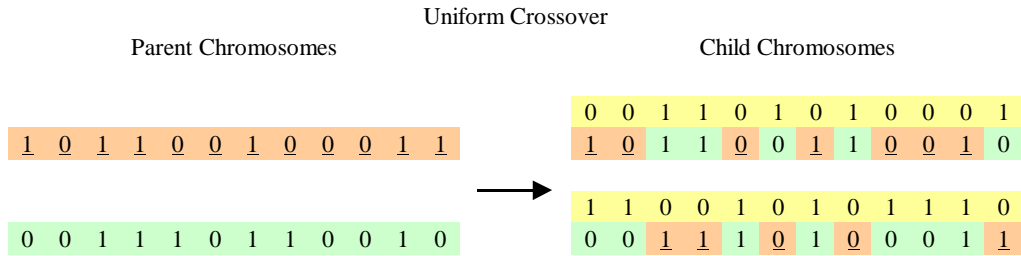 Uniform Crossover
Parent Chromosomes
Child Chromosomes
1 0 1 1 0 0 1 0 0 0 1 1
0 0 1 1 1 0 1 1 0 0 1 0
0 0 1 1 0 1 0 1 0 0 0 1
1 0 1 1 0 0 1 1 0 0 1 0
1 1 0 0 1 0 1 0 1 1 1 0
0 0 1 1 1 0 1 0 0 0 1 1